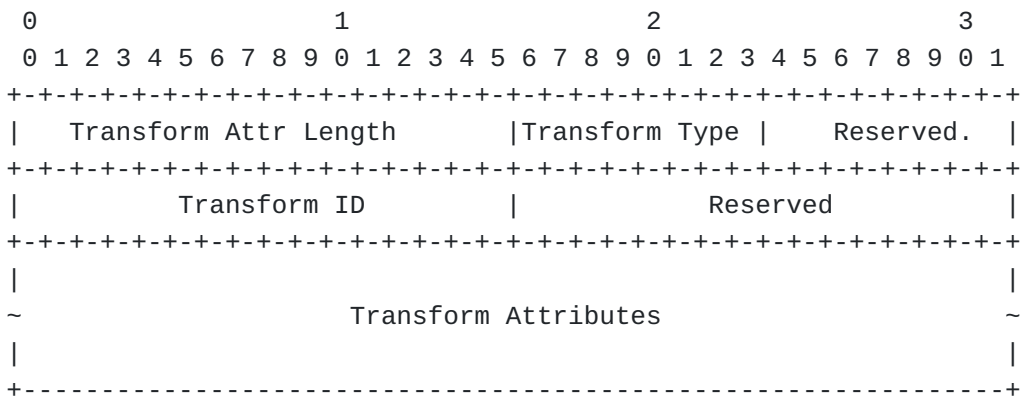 0                   1                   2                   3
 0 1 2 3 4 5 6 7 8 9 0 1 2 3 4 5 6 7 8 9 0 1 2 3 4 5 6 7 8 9 0 1
+-+-+-+-+-+-+-+-+-+-+-+-+-+-+-+-+-+-+-+-+-+-+-+-+-+-+-+-+-+-+-+-+
|   Transform Attr Length       |Transform Type |    Reserved.  |
+-+-+-+-+-+-+-+-+-+-+-+-+-+-+-+-+-+-+-+-+-+-+-+-+-+-+-+-+-+-+-+-+
|          Transform ID         |            Reserved           |
+-+-+-+-+-+-+-+-+-+-+-+-+-+-+-+-+-+-+-+-+-+-+-+-+-+-+-+-+-+-+-+-+
|                                                               |
~                     Transform Attributes                      ~
|                                                               |
+---------------------------------------------------------------+